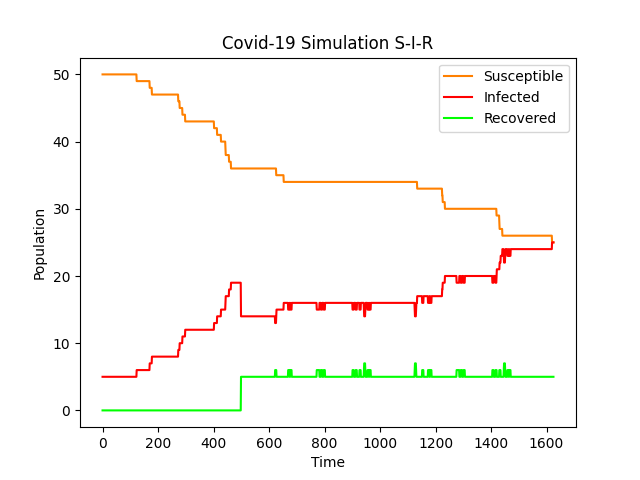 Covid-19 Simulation S-I-R
Susceptible
Infected
Recovered
Population
50
40
30
20
10
0
0 200 400 600 800 1000 1200 1400 1600
Time